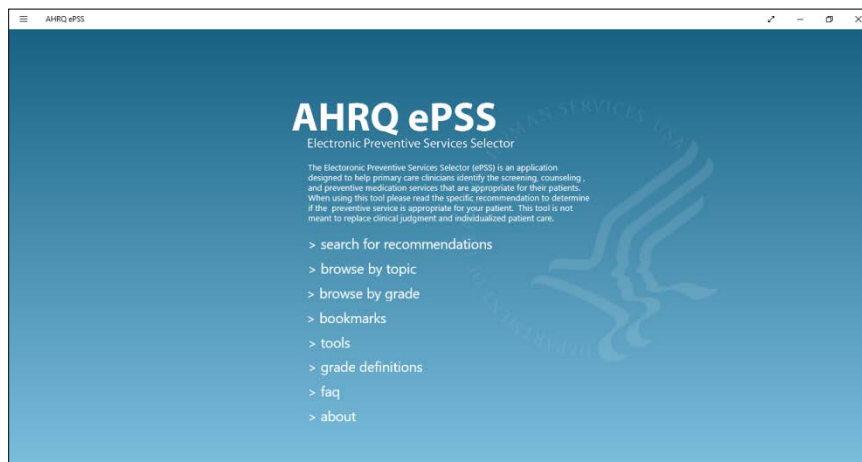 AHRQ ePSS
AHRQ ePSS
Electronic Preventive Services Selector
The Electoronic Preventive Services Selector (ePSS) is an application
designed to help primary care clinicians identify the screening, counseling ,
and preventive medication services that are appropriate for their patients.
When using this tool please read the specific recommendation to determine
if the preventive service is appropriate for your patient. This tool is not
meant to replace clinical judgment and individualized patient care.
> search for recommendations
> browse by topic
> browse by grade
> bookmarks
> tools
> grade definitions
> faq
> about